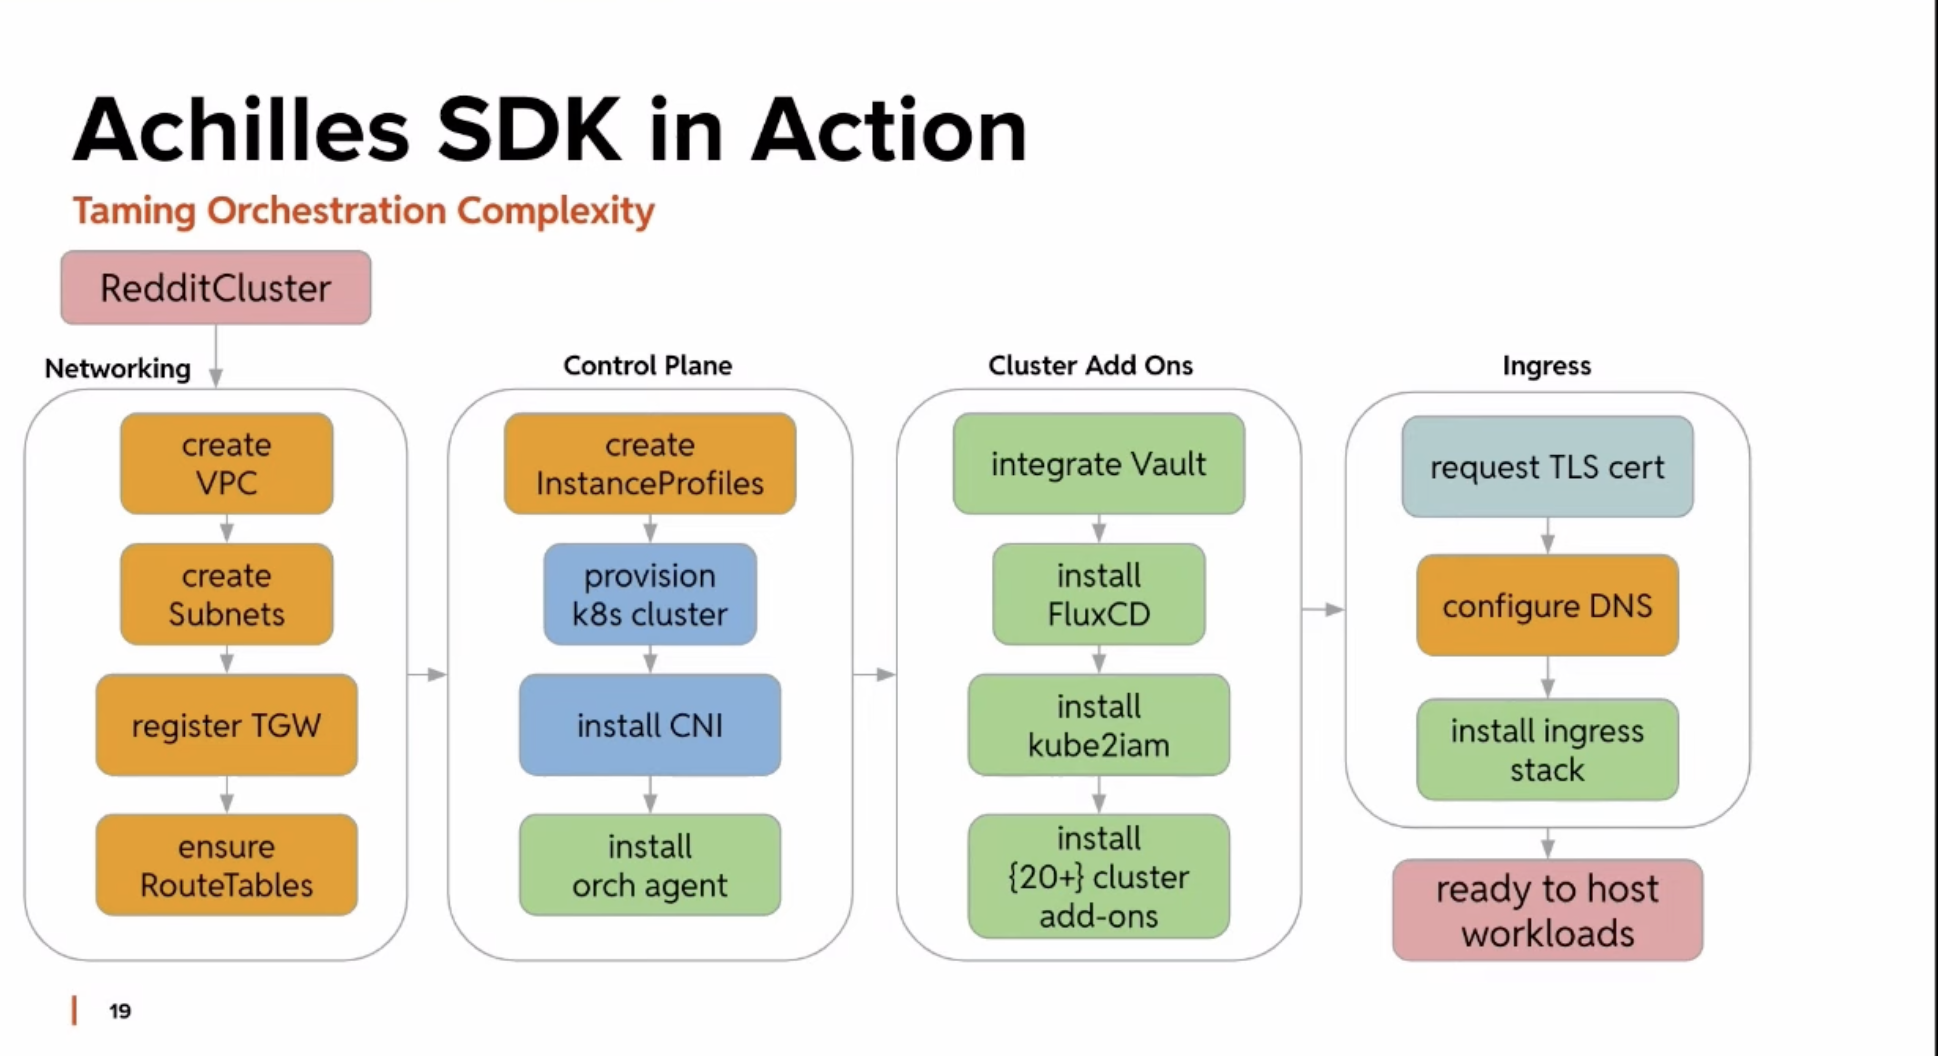 Achilles SDK in Action
Taming Orchestration Complexity
RedditCluster
Networking
create
VPC
create
Subnets
register TGW
ensure
RouteTables
Control Plane
create
InstanceProfiles
provision
k8s cluster
install CNI
install
orch agent
Cluster Add Ons
integrate Vault
install
FluxCD
install
kube2iam
install
{20+} cluster
add-ons
Ingress
request TLS cert
configure DNS
install ingress
stack
ready to host
workloads
19